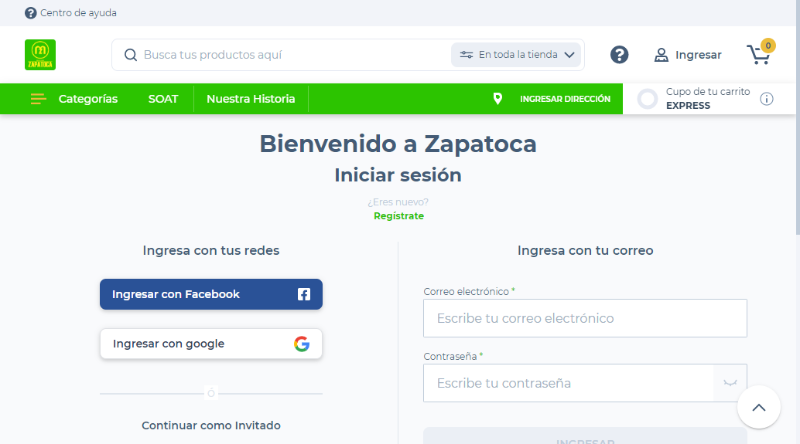 Centro de ayuda
m
ZAPATOCA
Busca tus productos aquí
En toda la tienda
Ingresar
0
Categorías
SOAT
Nuestra Historia
INGRESAR DIRECCIÓN
Cupo de tu carrito
EXPRESS
Bienvenido a Zapatoca
Iniciar sesión
¿Eres nuevo?
Regístrate
Ingresa con tus redes
Ingresar con Facebook
Ingresar con google
Ó
Continuar como Invitado
Ingresa con tu correo
Correo electrónico *
Escribe tu correo electrónico
Contraseña *
Escribe tu contraseña
INGRESAR